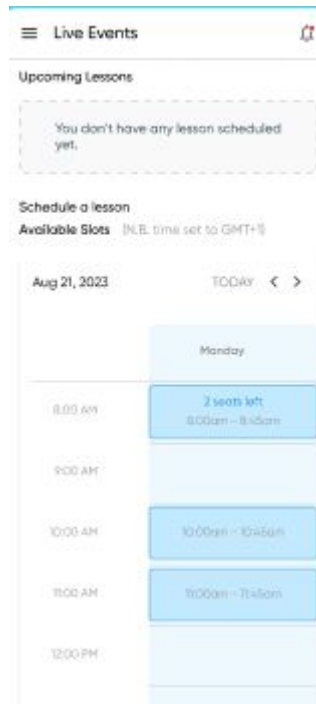 Live Events
Upcoming Lessons
You don't have any lesson scheduled
yet.
Schedule a lesson
Available Slots (N.B. time set to GMT+1)
Aug 21, 2023 TODAY
Monday
8:00 AM
2 seats left
8:00am - 8:45am
9:00 AM
10:00 AM
10:00am - 10:45am
11:00 AM
11:00am - 11:45am
12:00 PM